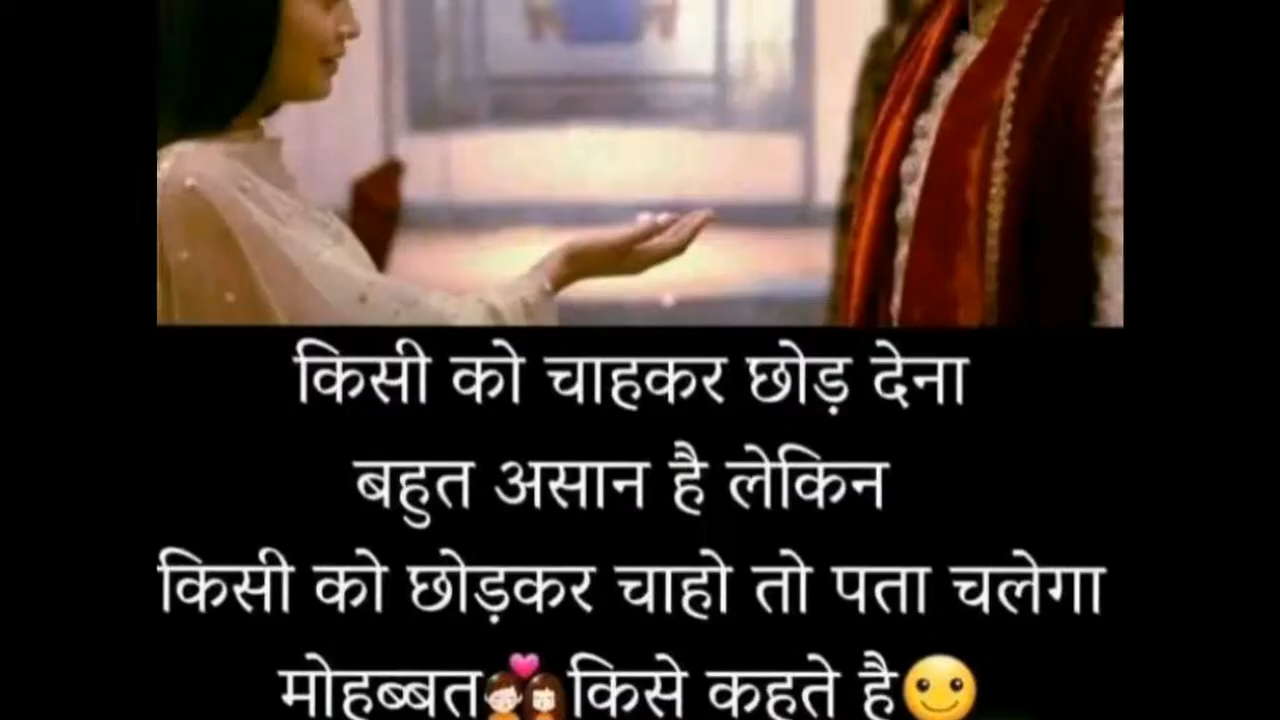 किसी को चाहकर छोड़ देना
बहुत असान है लेकिन
किसी को छोड़कर चाहो तो पता चलेगा
मोहब्बत💑किसे कहते है🙂